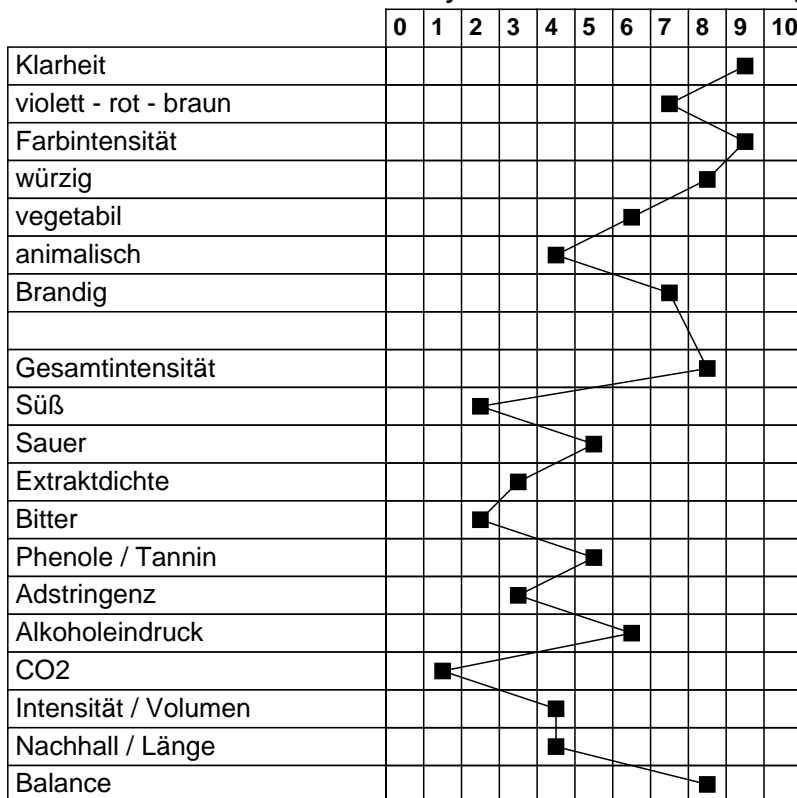 0 1 2 3 4 5 6 7 8 9 10
Klarheit
violett - rot - braun
Farbintensität
würzig
vegetabil
animalisch
Brandig
Gesamtintensität
Süß
Sauer
Extraktdichte
Bitter
Phenole / Tannin
Adstringenz
Alkoholeindruck
CO2
Intensität / Volumen
Nachhall / Länge
Balance